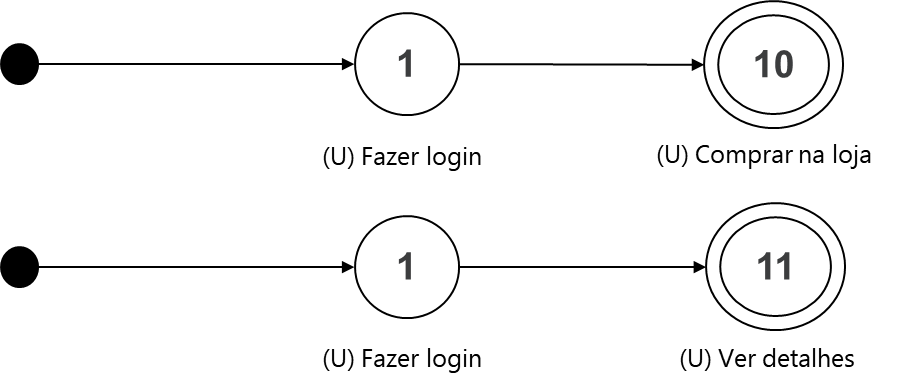 1
10
(U) Fazer login
(U) Comprar na loja
1
11
(U) Fazer login
(U) Ver detalhes